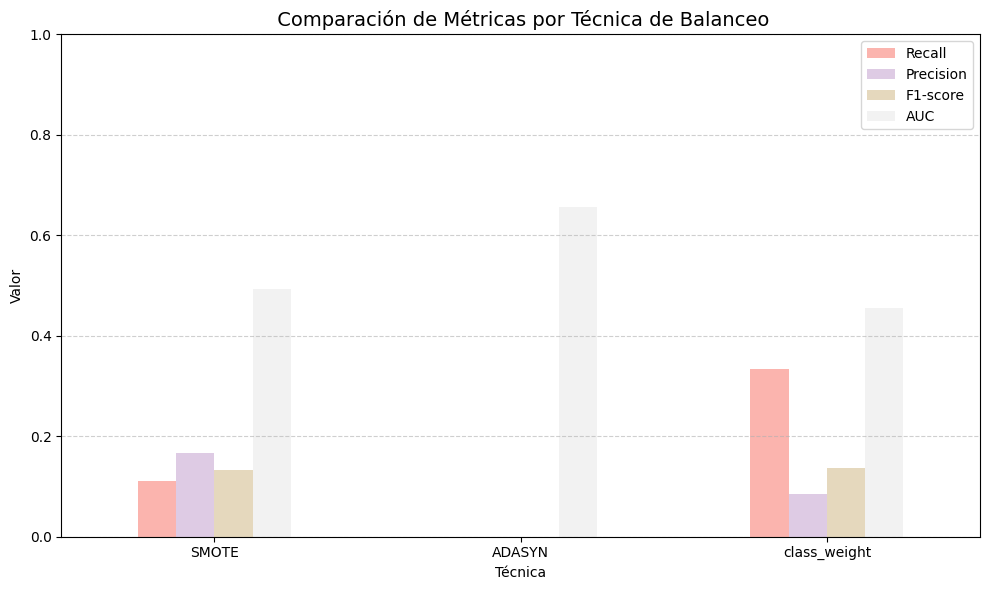 Comparación de Métricas por Técnica de Balanceo
1.0
0.8
0.6
0.4
0.2
0.0
Valor
Recall
Precision
F1-score
AUC
SMOTE
ADASYN
class_weight
Técnica